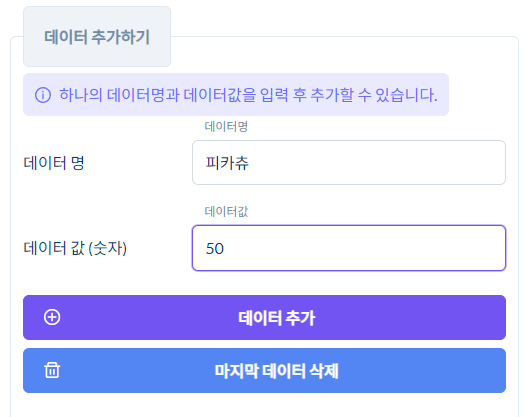 데이터 추가하기
하나의 데이터명과 데이터값을 입력 후 추가할 수 있습니다.
데이터명
데이터 명
피카츄
데이터값
데이터 값 (숫자)
50
데이터 추가
마지막 데이터 삭제